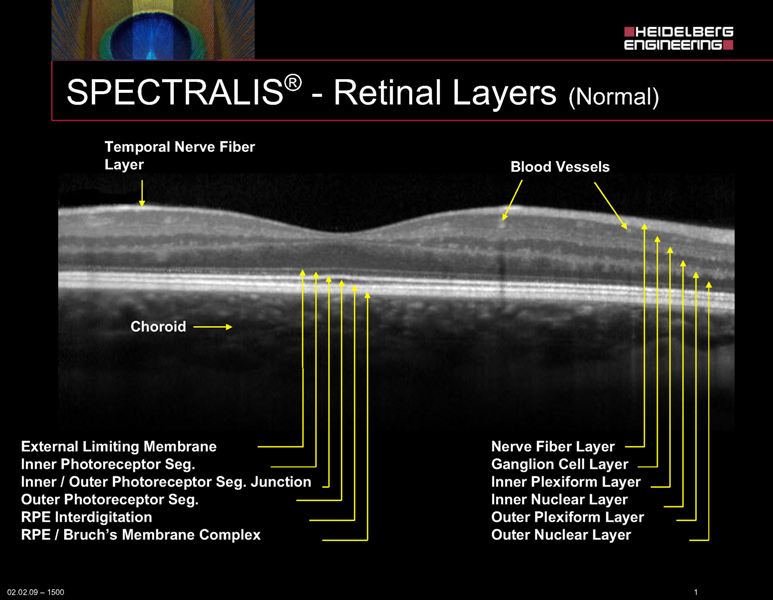 HEIDELBERG
ENGINEERING
SPECTRALIS® - Retinal Layers (Normal)
Temporal Nerve Fiber
Layer
Blood Vessels
Choroid
External Limiting Membrane
Inner Photoreceptor Seg.
Inner / Outer Photoreceptor Seg. Junction
Outer Photoreceptor Seg.
RPE Interdigitation
RPE / Bruch's Membrane Complex
Nerve Fiber Layer
Ganglion Cell Layer
Inner Plexiform Layer
Inner Nuclear Layer
Outer Plexiform Layer
Outer Nuclear Layer
02.02.09 – 1500
1